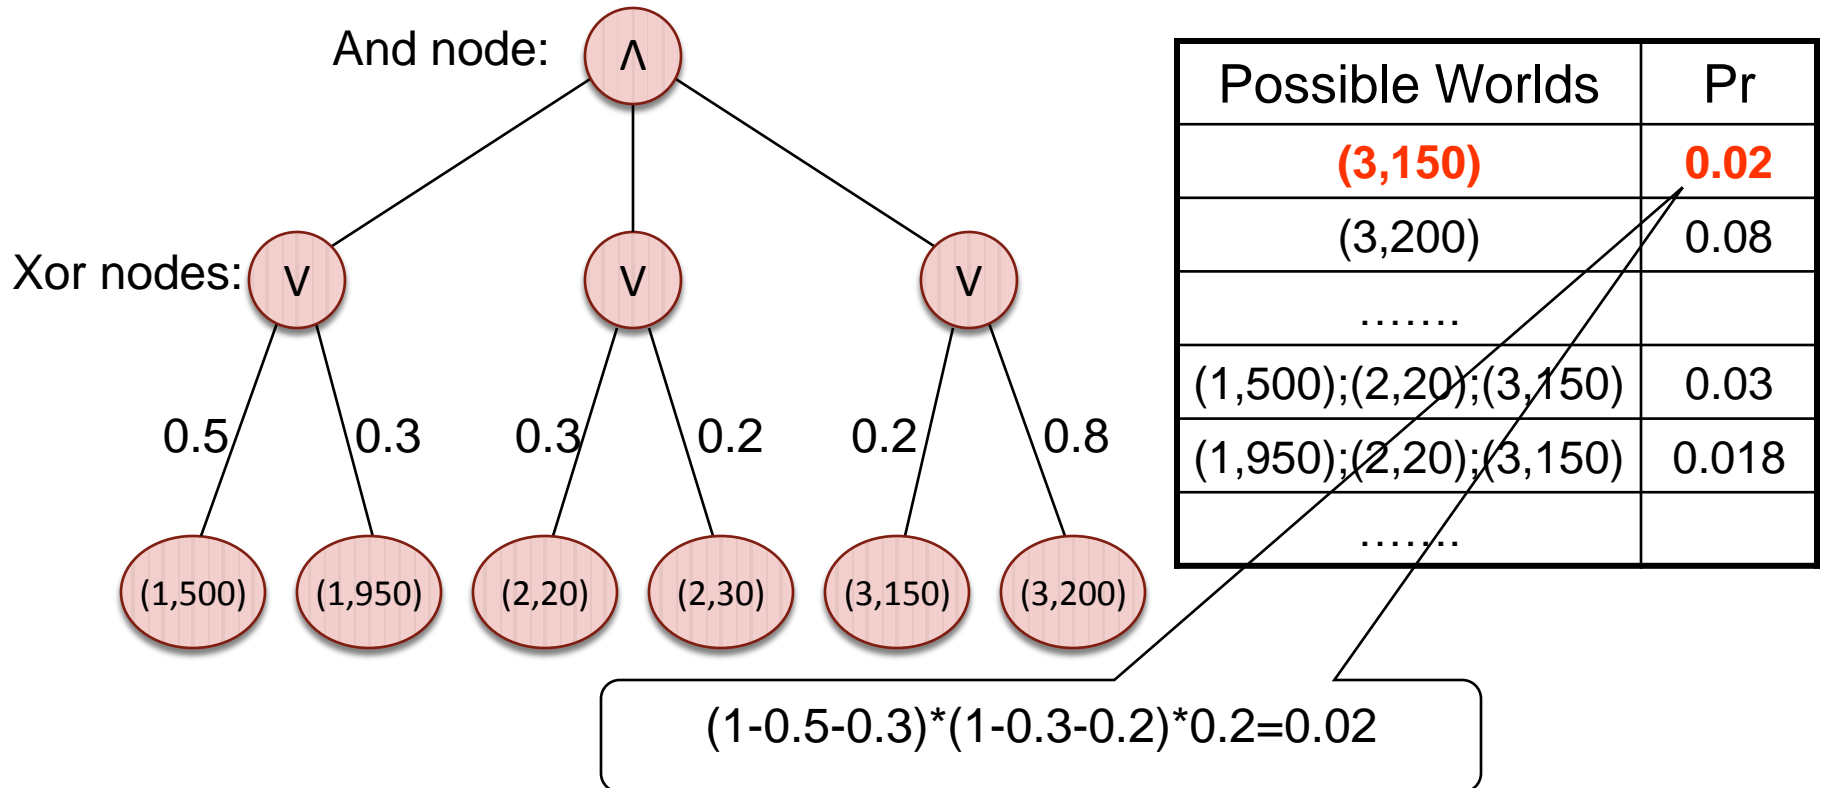 And node:
Λ
Xor nodes:
V
V
V
0.5
0.3
0.3
0.2
0.2
0.8
(1,500)
(1,950)
(2,20)
(2,30)
(3,150)
(3,200)
Possible Worlds Pr
(3,150) 0.02
(3,200) 0.08
.......
(1,500);(2,20);(3,150) 0.03
(1,950);(2,20);(3,150) 0.018
.......
(1-0.5-0.3)*(1-0.3-0.2)*0.2=0.02